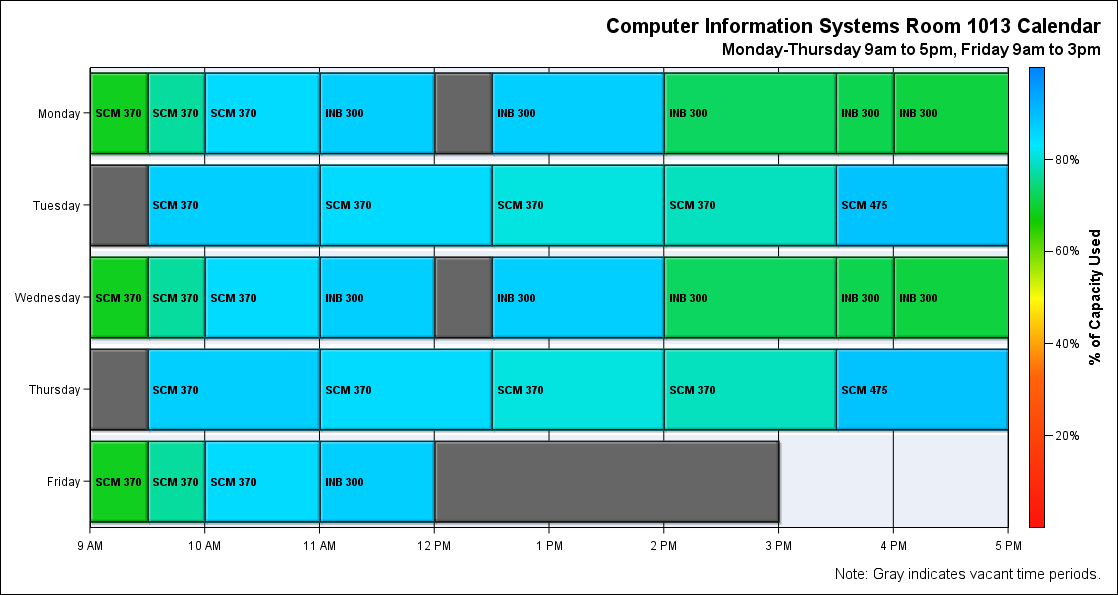 Computer Information Systems Room 1013 Calendar
Monday-Thursday 9am to 5pm, Friday 9am to 3pm
Monday
SCM 370 SCM 370 SCM 370 INB 300 INB 300 INB 300 INB 300 INB 300
Tuesday
SCM 370 SCM 370 SCM 370 SCM 370 SCM 475
Wednesday
SCM 370 SCM 370 SCM 370 INB 300 INB 300 INB 300 INB 300 INB 300
Thursday
SCM 370 SCM 370 SCM 370 SCM 370 SCM 475
Friday
SCM 370 SCM 370 SCM 370 INB 300
9 AM 10 AM 11 AM 12 PM 1 PM 2 PM 3 PM 4 PM 5 PM
80%
60%
40%
20%
% of Capacity Used
Note: Gray indicates vacant time periods.